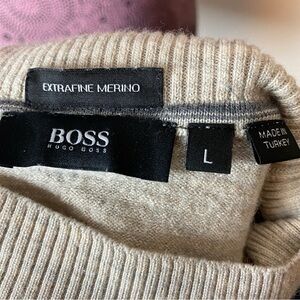 EXTRAFINE MERINO
BOSS
HUGO BOSS
L
MADE IN
TURKEY